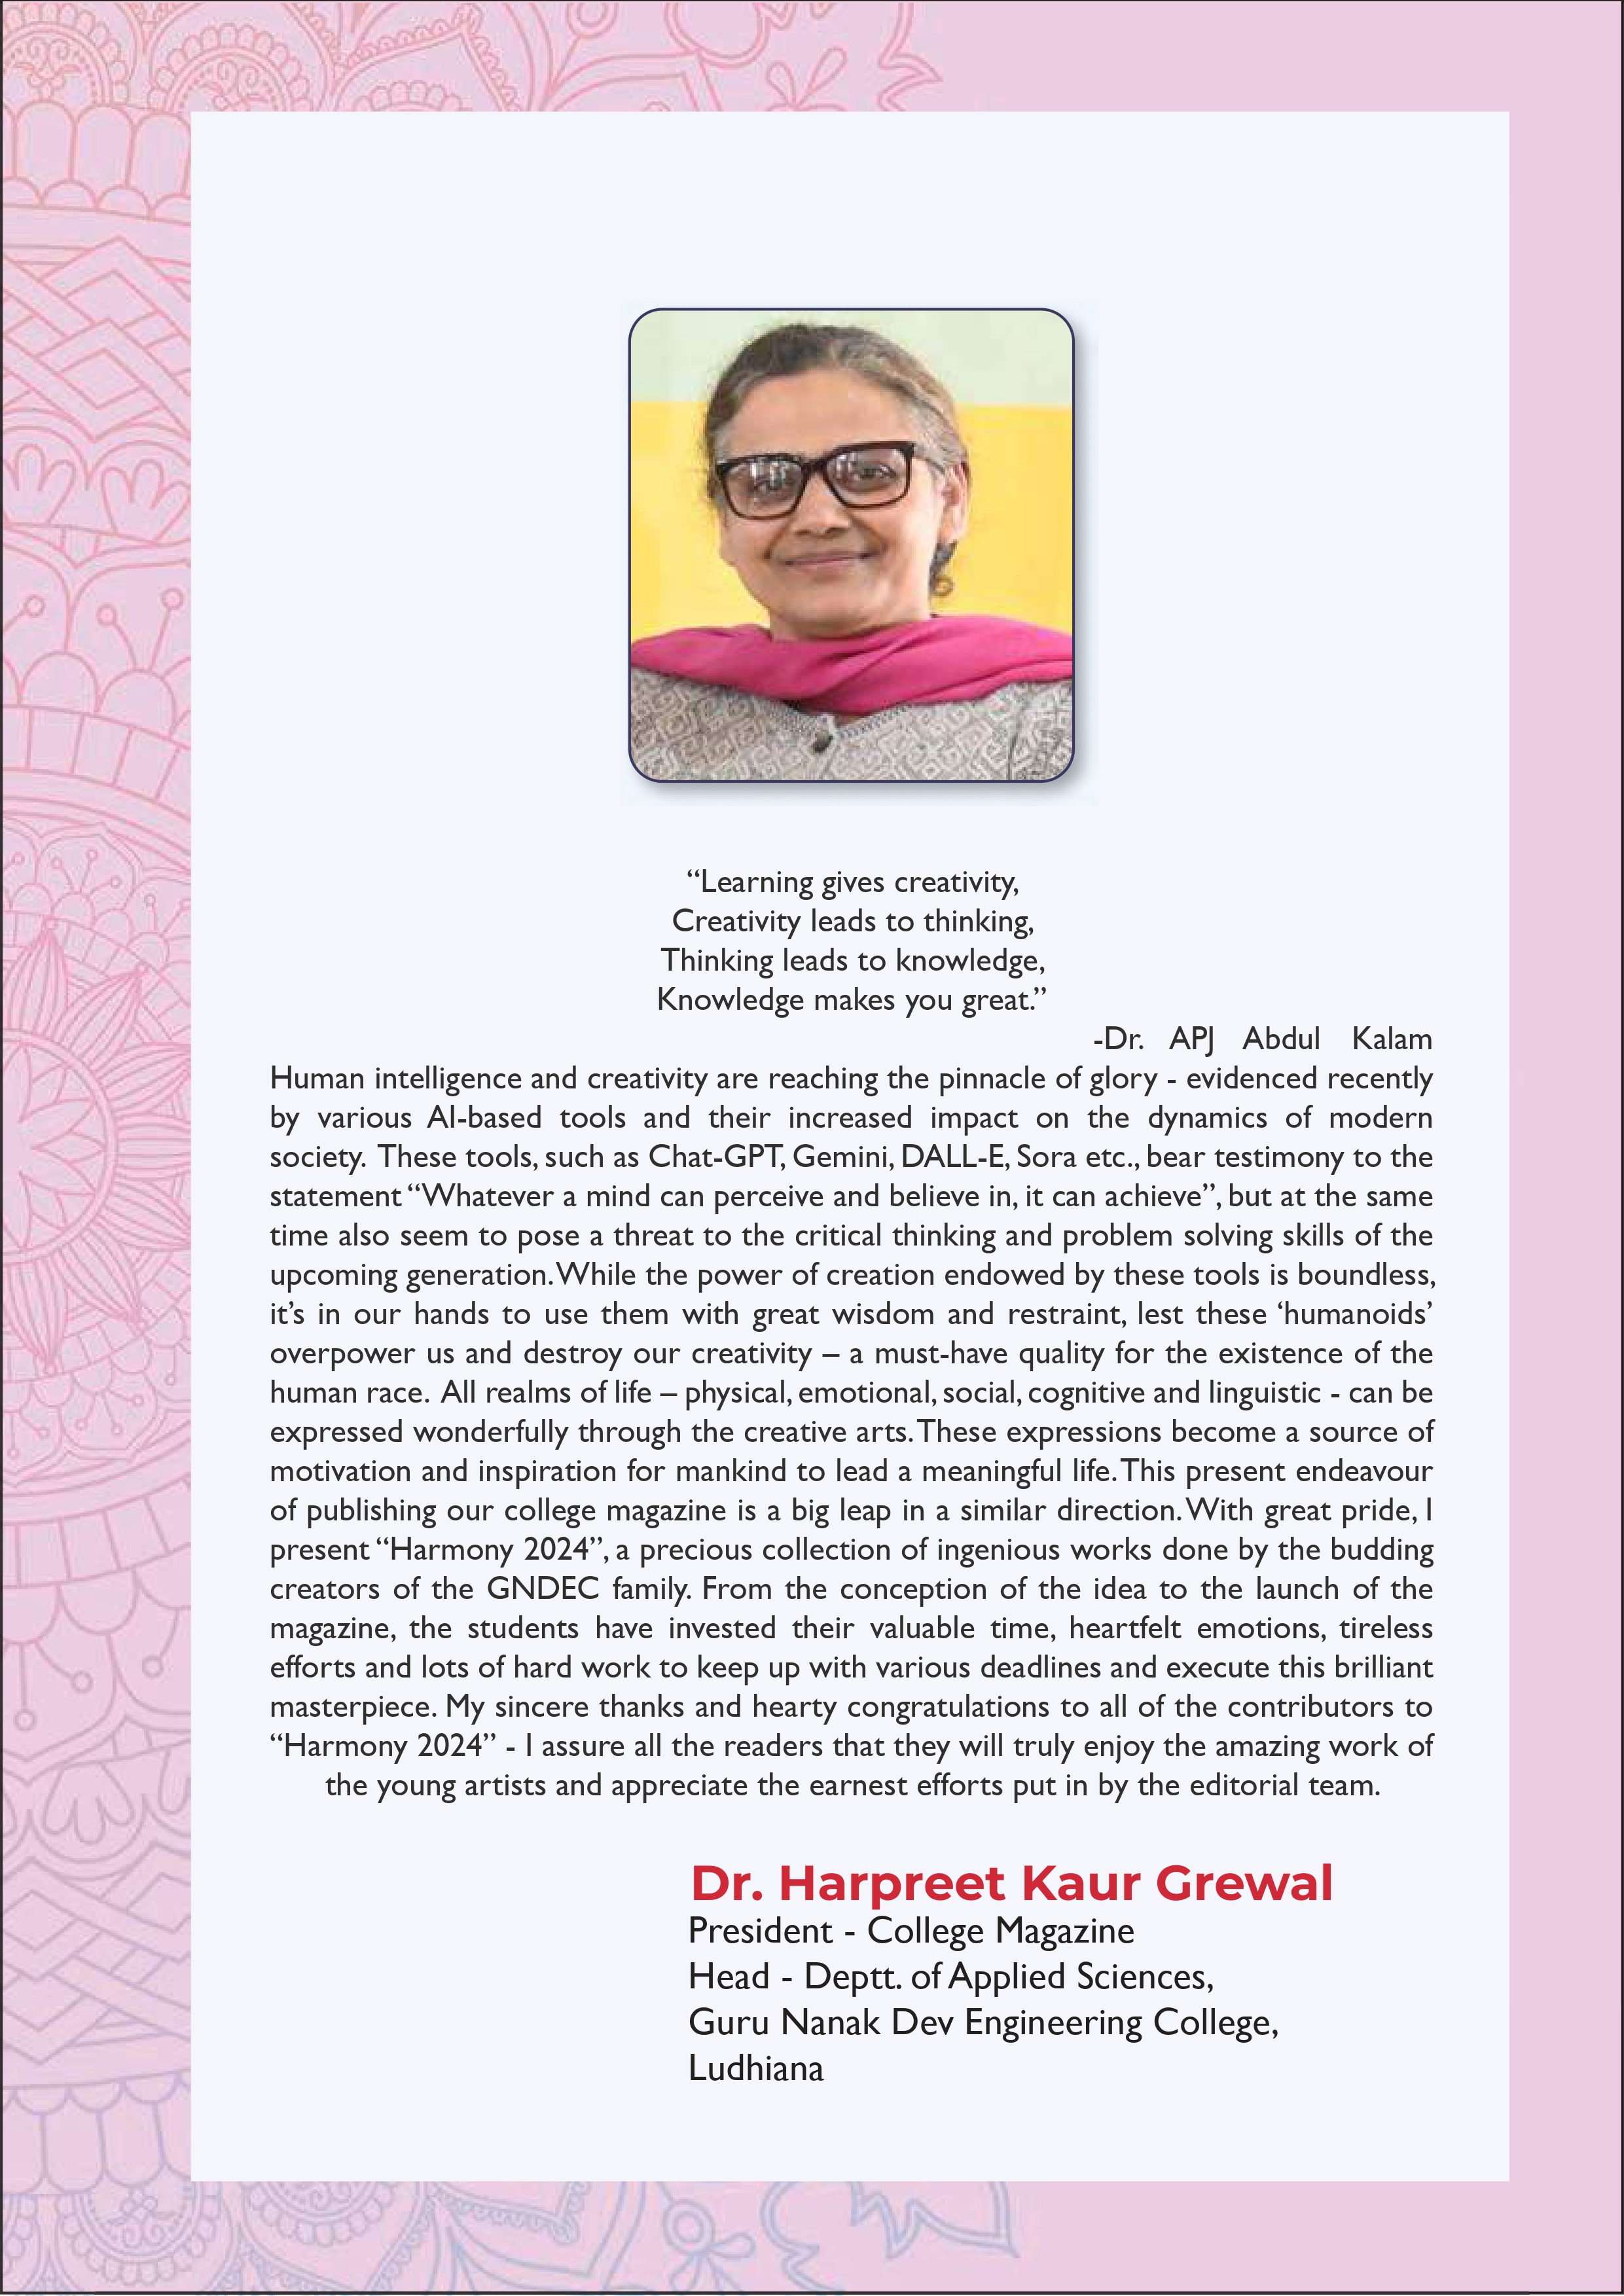 “Learning gives creativity,
Creativity leads to thinking,
Thinking leads to knowledge,
Knowledge makes you great.”
-Dr. APJ Abdul Kalam
Human intelligence and creativity are reaching the pinnacle of glory - evidenced recently
by various AI-based tools and their increased impact on the dynamics of modern
society. These tools, such as Chat-GPT, Gemini, DALL-E, Sora etc., bear testimony to the
statement “Whatever a mind can perceive and believe in, it can achieve”, but at the same
time also seem to pose a threat to the critical thinking and problem solving skills of the
upcoming generation. While the power of creation endowed by these tools is boundless,
it’s in our hands to use them with great wisdom and restraint, lest these ‘humanoids’
overpower us and destroy our creativity – a must-have quality for the existence of the
human race. All realms of life – physical, emotional, social, cognitive and linguistic - can be
expressed wonderfully through the creative arts. These expressions become a source of
motivation and inspiration for mankind to lead a meaningful life. This present endeavour
of publishing our college magazine is a big leap in a similar direction. With great pride, I
present “Harmony 2024”, a precious collection of ingenious works done by the budding
creators of the GNDEC family. From the conception of the idea to the launch of the
magazine, the students have invested their valuable time, heartfelt emotions, tireless
efforts and lots of hard work to keep up with various deadlines and execute this brilliant
masterpiece. My sincere thanks and hearty congratulations to all of the contributors to
“Harmony 2024” - I assure all the readers that they will truly enjoy the amazing work of
the young artists and appreciate the earnest efforts put in by the editorial team.
Dr. Harpreet Kaur Grewal
President - College Magazine
Head - Deptt. of Applied Sciences,
Guru Nanak Dev Engineering College,
Ludhiana